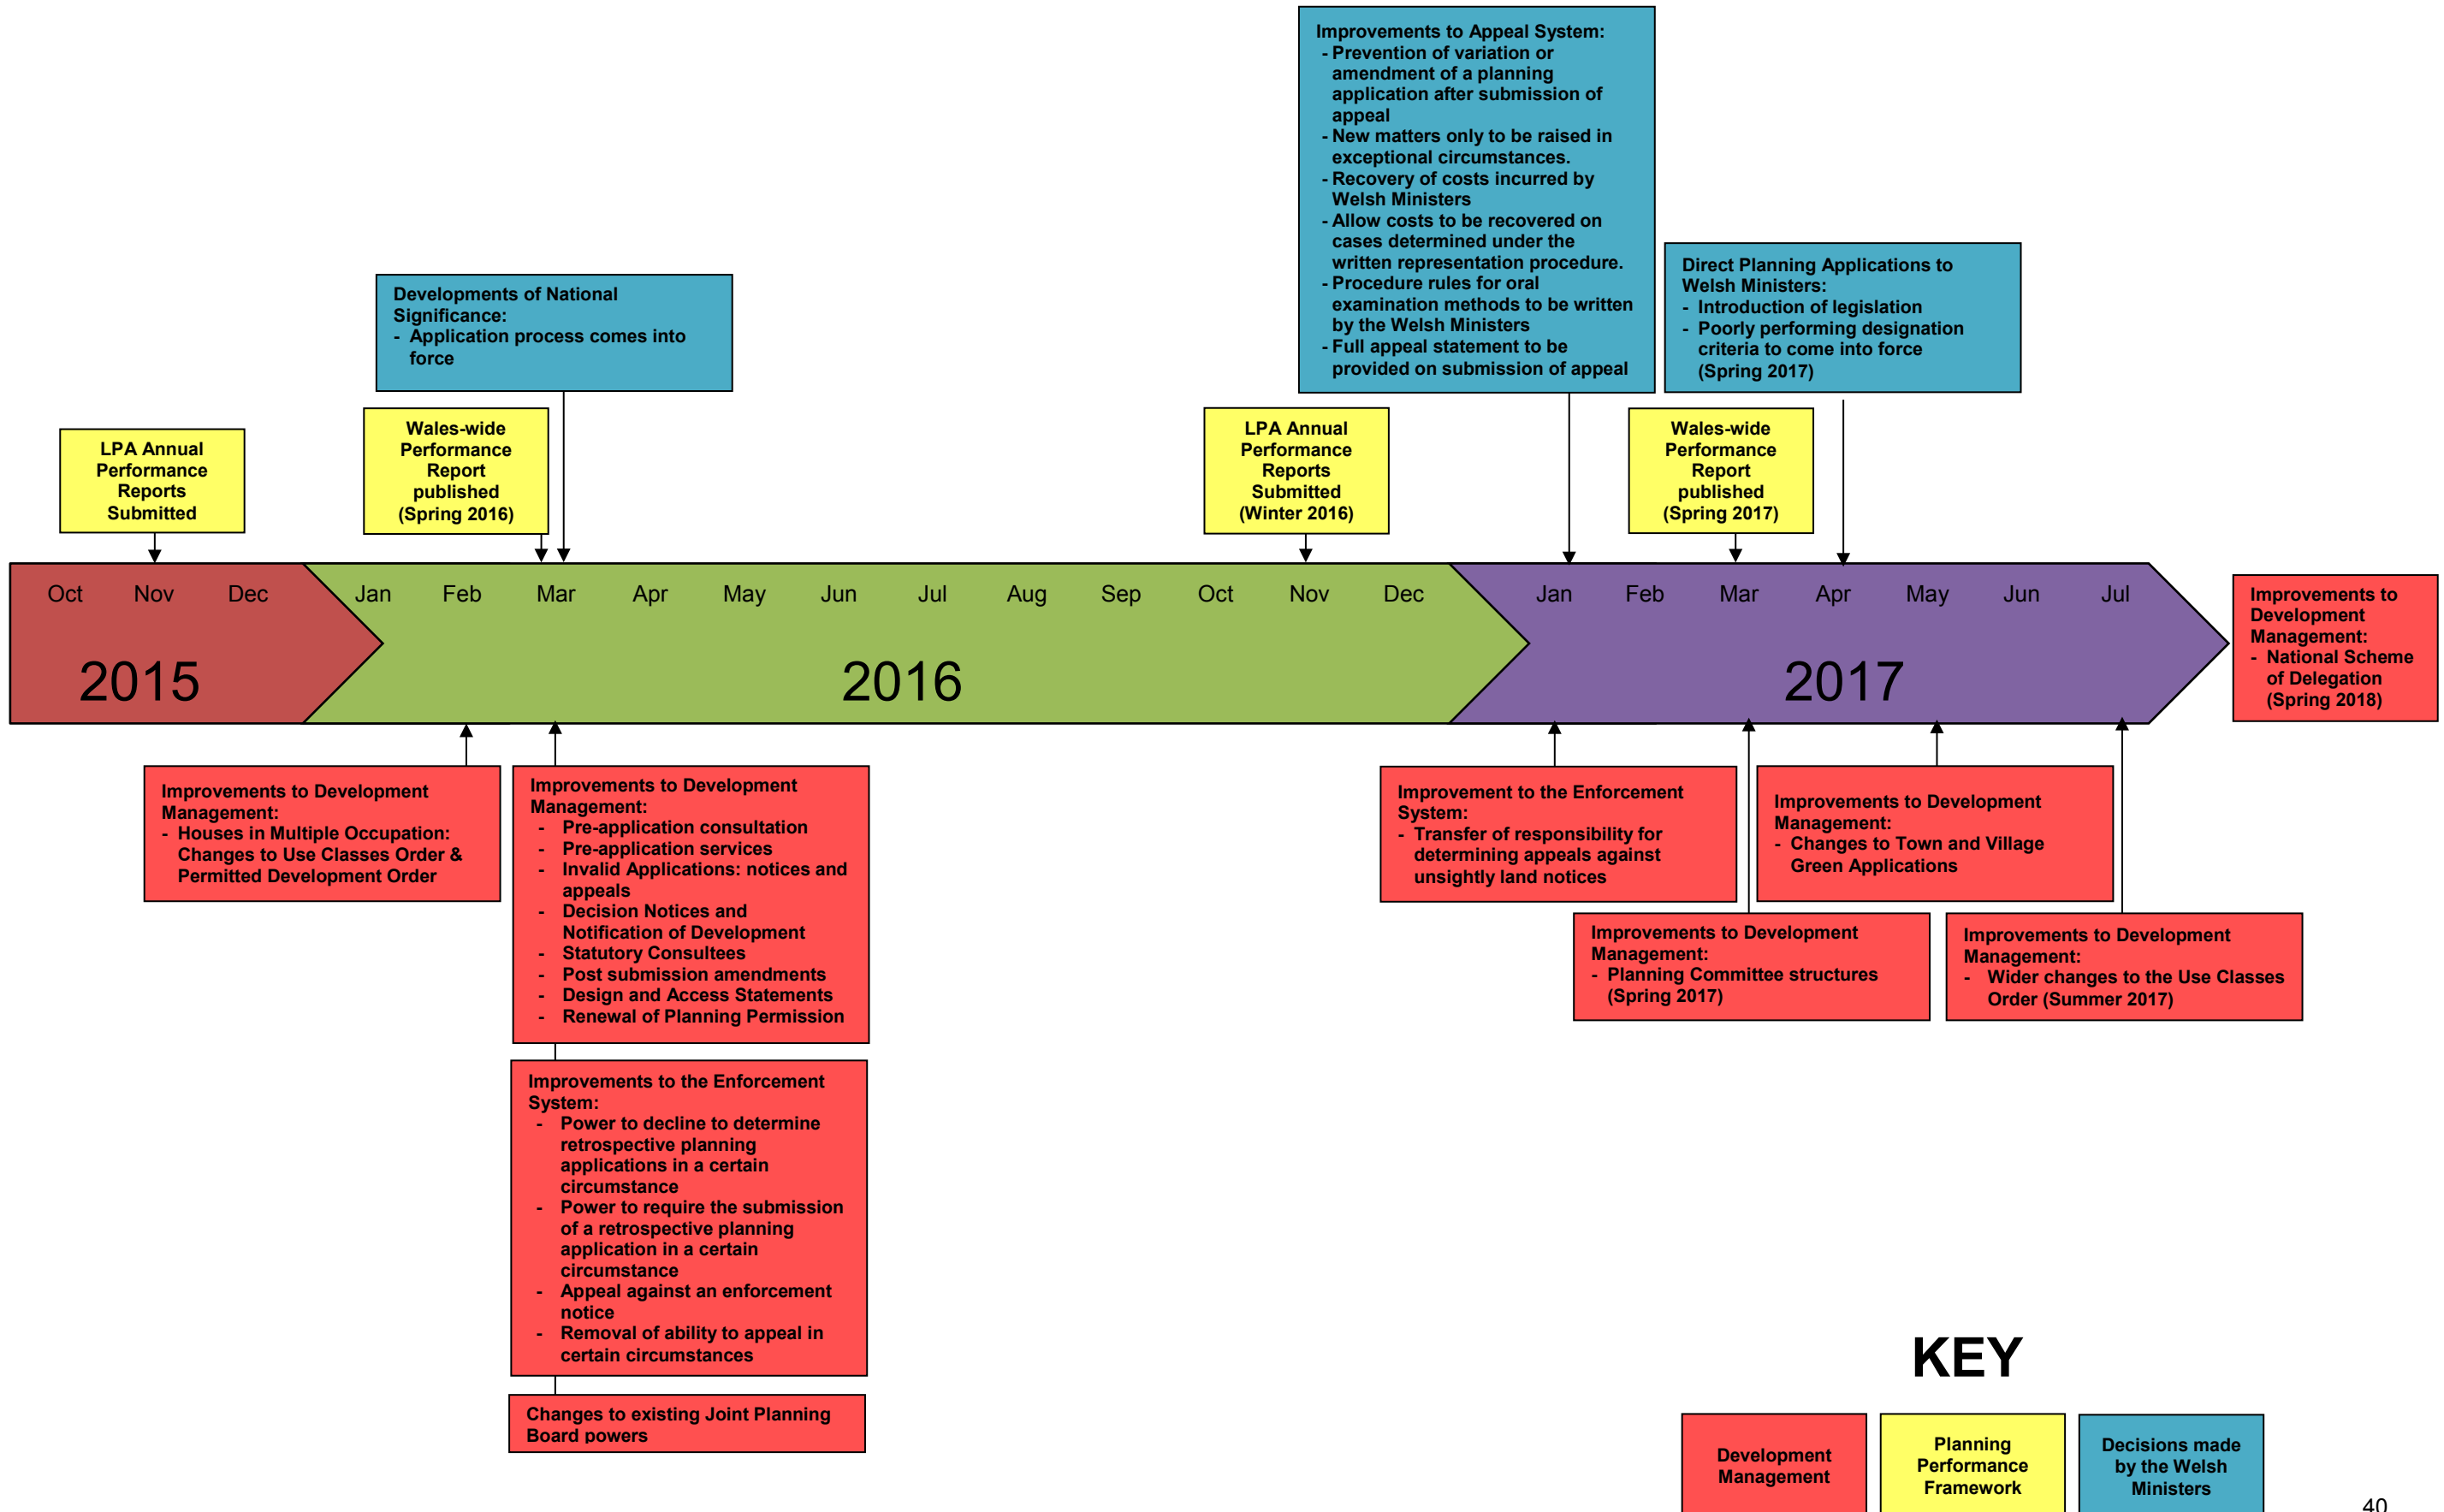 Improvements to Appeal System:
- Prevention of variation or
amendment of a planning
application after submission of
appeal
- New matters only to be raised in
exceptional circumstances.
- Recovery of costs incurred by
Welsh Ministers
- Allow costs to be recovered on
cases determined under the
written representation procedure.
- Procedure rules for oral
examination methods to be written
by the Welsh Ministers
- Full appeal statement to be
provided on submission of appeal
Direct Planning Applications to
Welsh Ministers:
- Introduction of legislation
- Poorly performing designation
criteria to come into force
(Spring 2017)
Developments of National
Significance:
- Application process comes into
force
LPA Annual
Performance
Reports
Submitted
Wales-wide
Performance
Report
published
(Spring 2016)
LPA Annual
Performance
Reports
Submitted
(Winter 2016)
Wales-wide
Performance
Report
published
(Spring 2017)
Oct Nov Dec Jan Feb Mar Apr May Jun Jul Aug Sep Oct Nov Dec Jan Feb Mar Apr May Jun Jul
2015 2016 2017
Improvements to
Development
Management:
- National Scheme
of Delegation
(Spring 2018)
Improvements to Development
Management:
- Houses in Multiple Occupation:
Changes to Use Classes Order &
Permitted Development Order
Improvements to Development
Management:
- Pre-application consultation
- Pre-application services
- Invalid Applications: notices and
appeals
- Decision Notices and
Notification of Development
- Statutory Consultees
- Post submission amendments
- Design and Access Statements
- Renewal of Planning Permission
Improvements to the Enforcement
System:
- Power to decline to determine
retrospective planning
applications in a certain
circumstance
- Power to require the submission
of a retrospective planning
application in a certain
circumstance
- Appeal against an enforcement
notice
- Removal of ability to appeal in
certain circumstances
Changes to existing Joint Planning
Board powers
Improvement to the Enforcement
System:
- Transfer of responsibility for
determining appeals against
unsightly land notices
Improvements to Development
Management:
- Planning Committee structures
(Spring 2017)
Improvements to Development
Management:
- Changes to Town and Village
Green Applications
Improvements to Development
Management:
- Wider changes to the Use Classes
Order (Summer 2017)
KEY
Development
Management
Planning
Performance
Framework
Decisions made
by the Welsh
Ministers
40